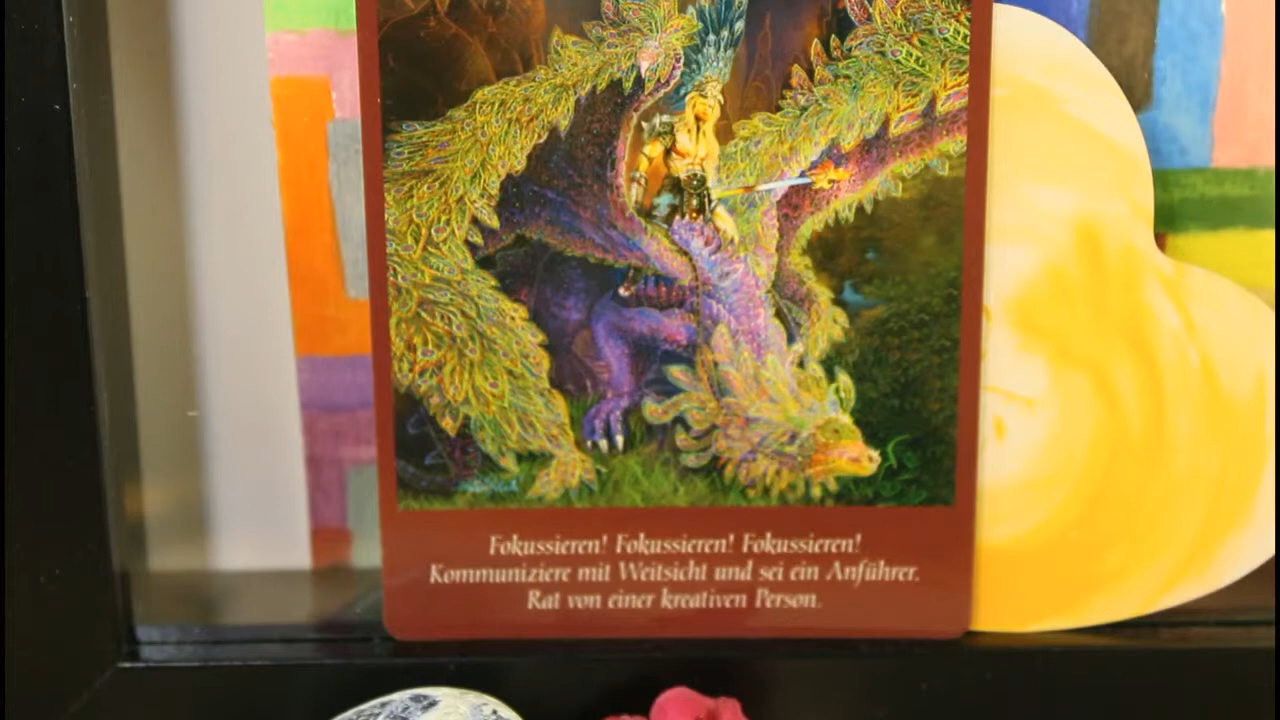 Fokussieren! Fokussieren! Fokussieren!
Kommuniziere mit Weitsicht und sei ein Anführer.
Rat von einer kreativen Person.